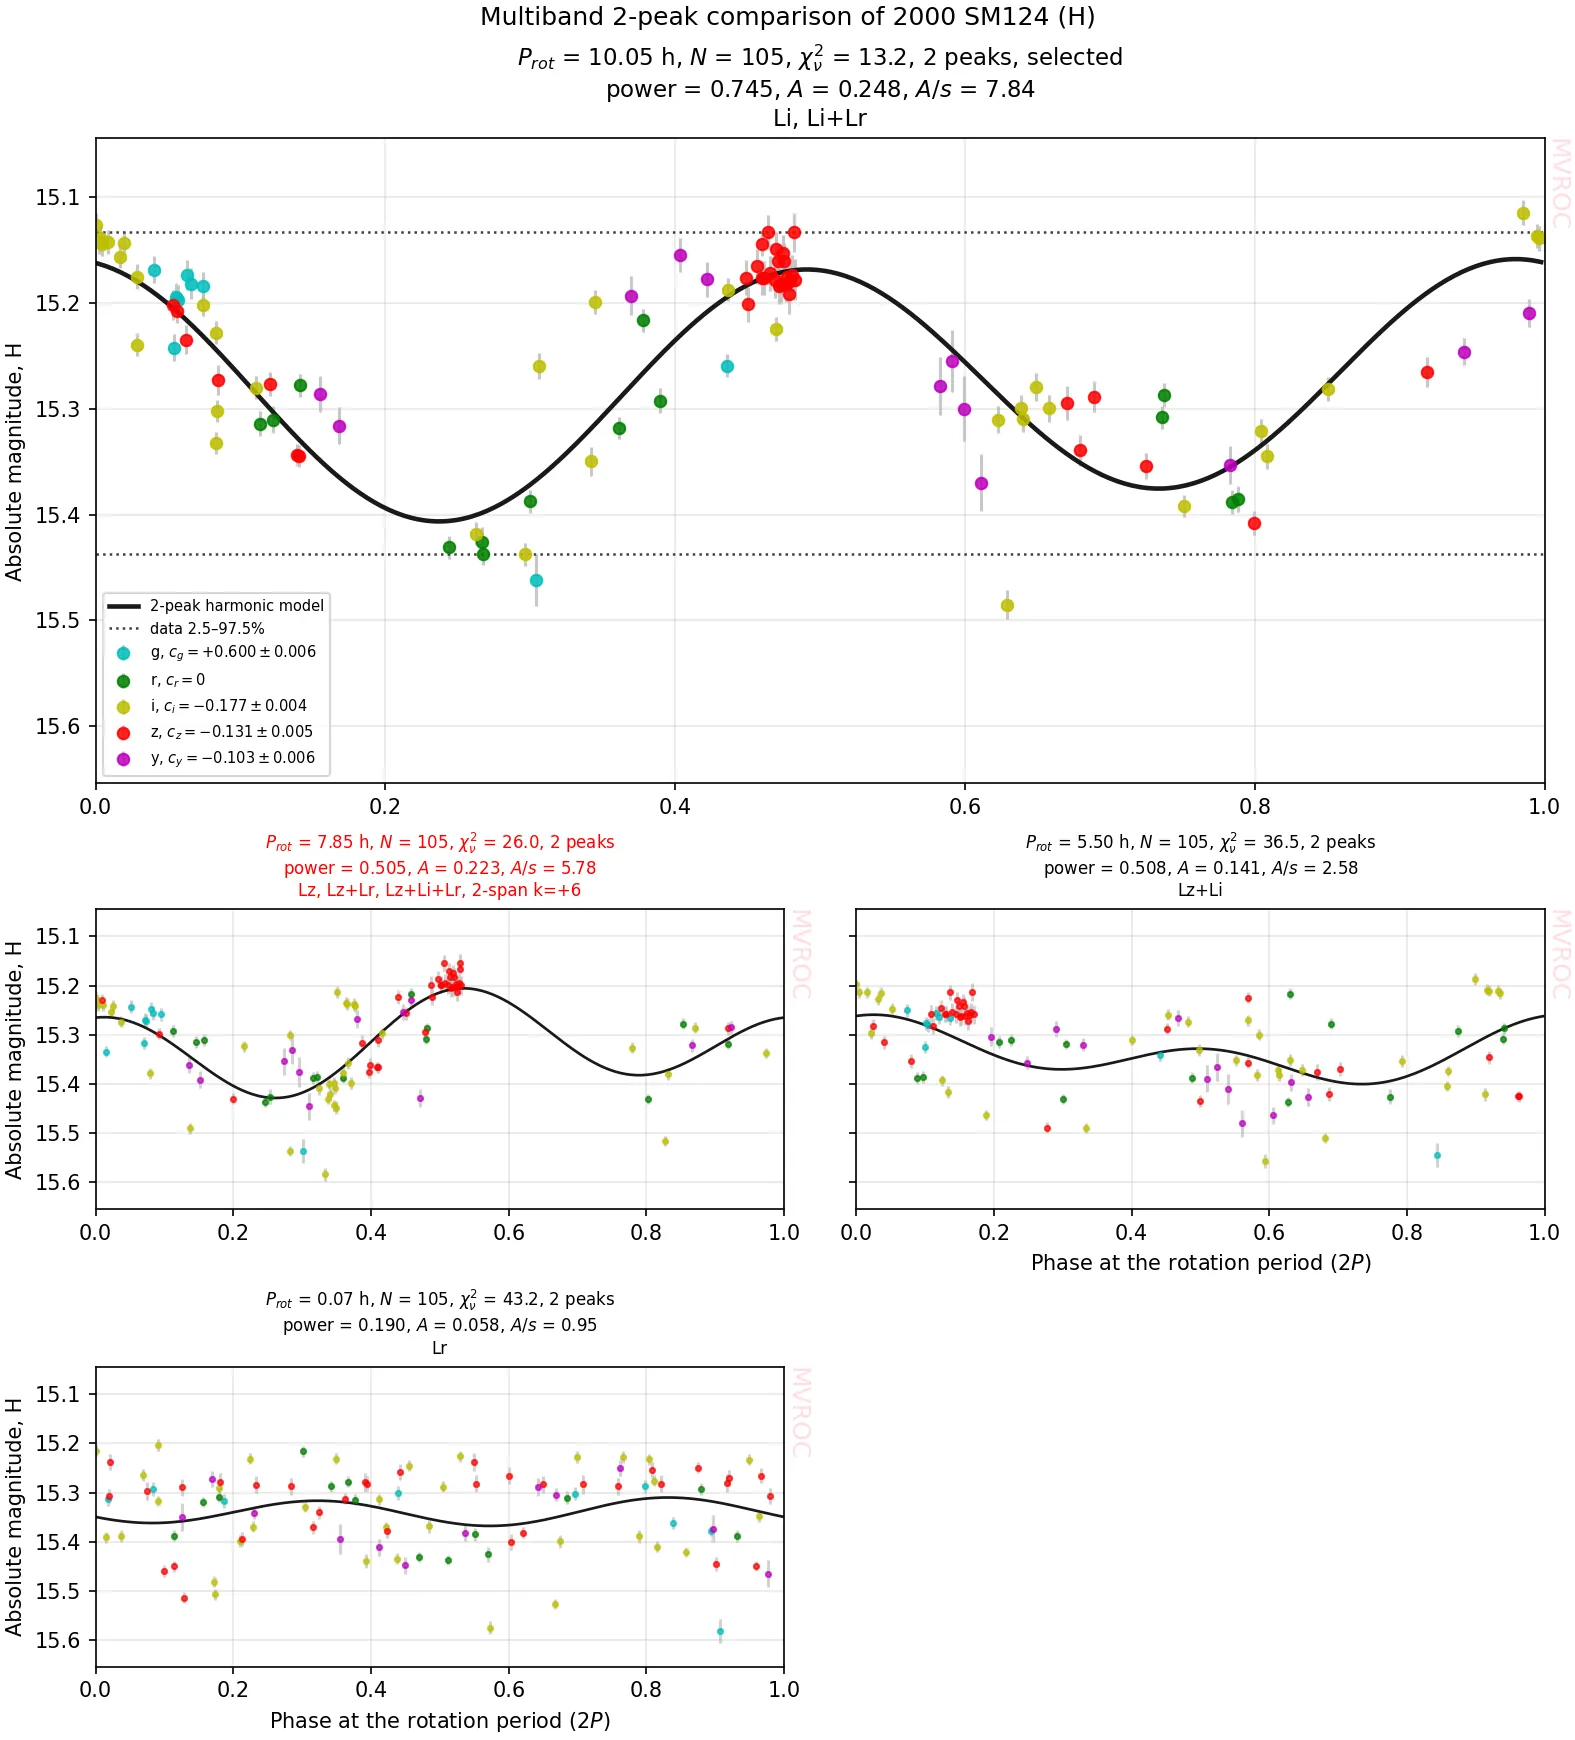 Multiband 2-peak comparison of 2000 SM124 (H)
P_rot = 10.05 h, N = 105, χ²_ν = 13.2, 2 peaks, selected
power = 0.745, A = 0.248, A/s = 7.84
Li, Li+Lr
MVROC
Absolute magnitude, H
15.1
15.2
15.3
15.4
15.5
15.6
2-peak harmonic model
data 2.5–97.5%
g, c_g = +0.600 ± 0.006
r, c_r = 0
i, c_i = −0.177 ± 0.004
z, c_z = −0.131 ± 0.005
y, c_y = −0.103 ± 0.006
0.0 0.2 0.4 0.6 0.8 1.0
P_rot = 7.85 h, N = 105, χ²_ν = 26.0, 2 peaks
power = 0.505, A = 0.223, A/s = 5.78
Lz, Lz+Lr, Lz+Li+Lr, 2-span k=+6
MVROC
Absolute magnitude, H
15.1
15.2
15.3
15.4
15.5
15.6
0.0 0.2 0.4 0.6 0.8 1.0
P_rot = 5.50 h, N = 105, χ²_ν = 36.5, 2 peaks
power = 0.508, A = 0.141, A/s = 2.58
Lz+Li
MVROC
0.0 0.2 0.4 0.6 0.8 1.0
Phase at the rotation period (2P)
P_rot = 0.07 h, N = 105, χ²_ν = 43.2, 2 peaks
power = 0.190, A = 0.058, A/s = 0.95
Lr
MVROC
Absolute magnitude, H
15.1
15.2
15.3
15.4
15.5
15.6
0.0 0.2 0.4 0.6 0.8 1.0
Phase at the rotation period (2P)